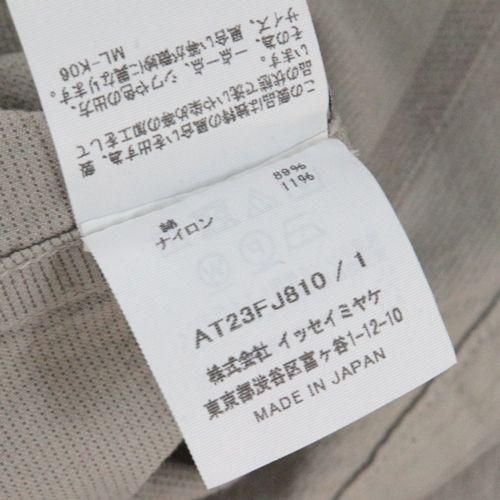 この製品は独特の風合いを出す為、製
品の状態で洗いや染め等の加工をして
います。
その為、一点一点、シワや色の出方、
サイズ、風合い等が微妙に異なります。
ML-K06
綿 89%
ナイロン 11%
AT23FJ810 / 1
株式会社 イッセイミヤケ
東京都渋谷区富ヶ谷1-12-10
MADE IN JAPAN